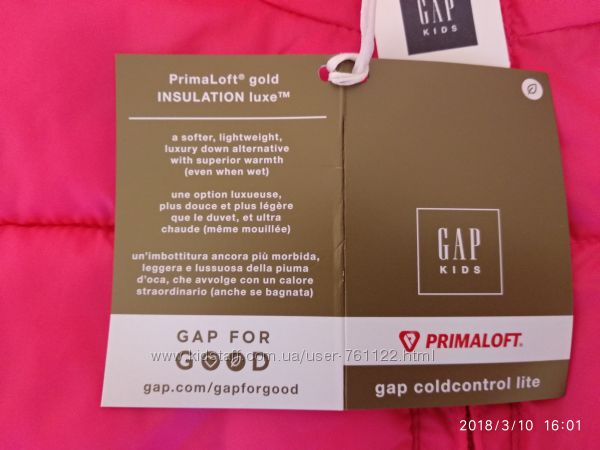 GAP
KIDS
PrimaLoft® gold
INSULATION luxe™
a softer, lightweight,
luxury down alternative
with superior warmth
(even when wet)
une option luxueuse,
plus douce et plus légère
que le duvet, et ultra
chaude (même mouillée)
un'imbottitura ancora più morbida,
leggera e lussuosa della piuma
d'oca, che avvolge con un calore
straordinario (anche se bagnata)
GAP FOR
GOOD
gap.com/gapforgood
GAP
KIDS
PRIMALOFT®
gap coldcontrol lite
www.kidstaff.com.ua/user-761122.html
2018/3/10 16:01